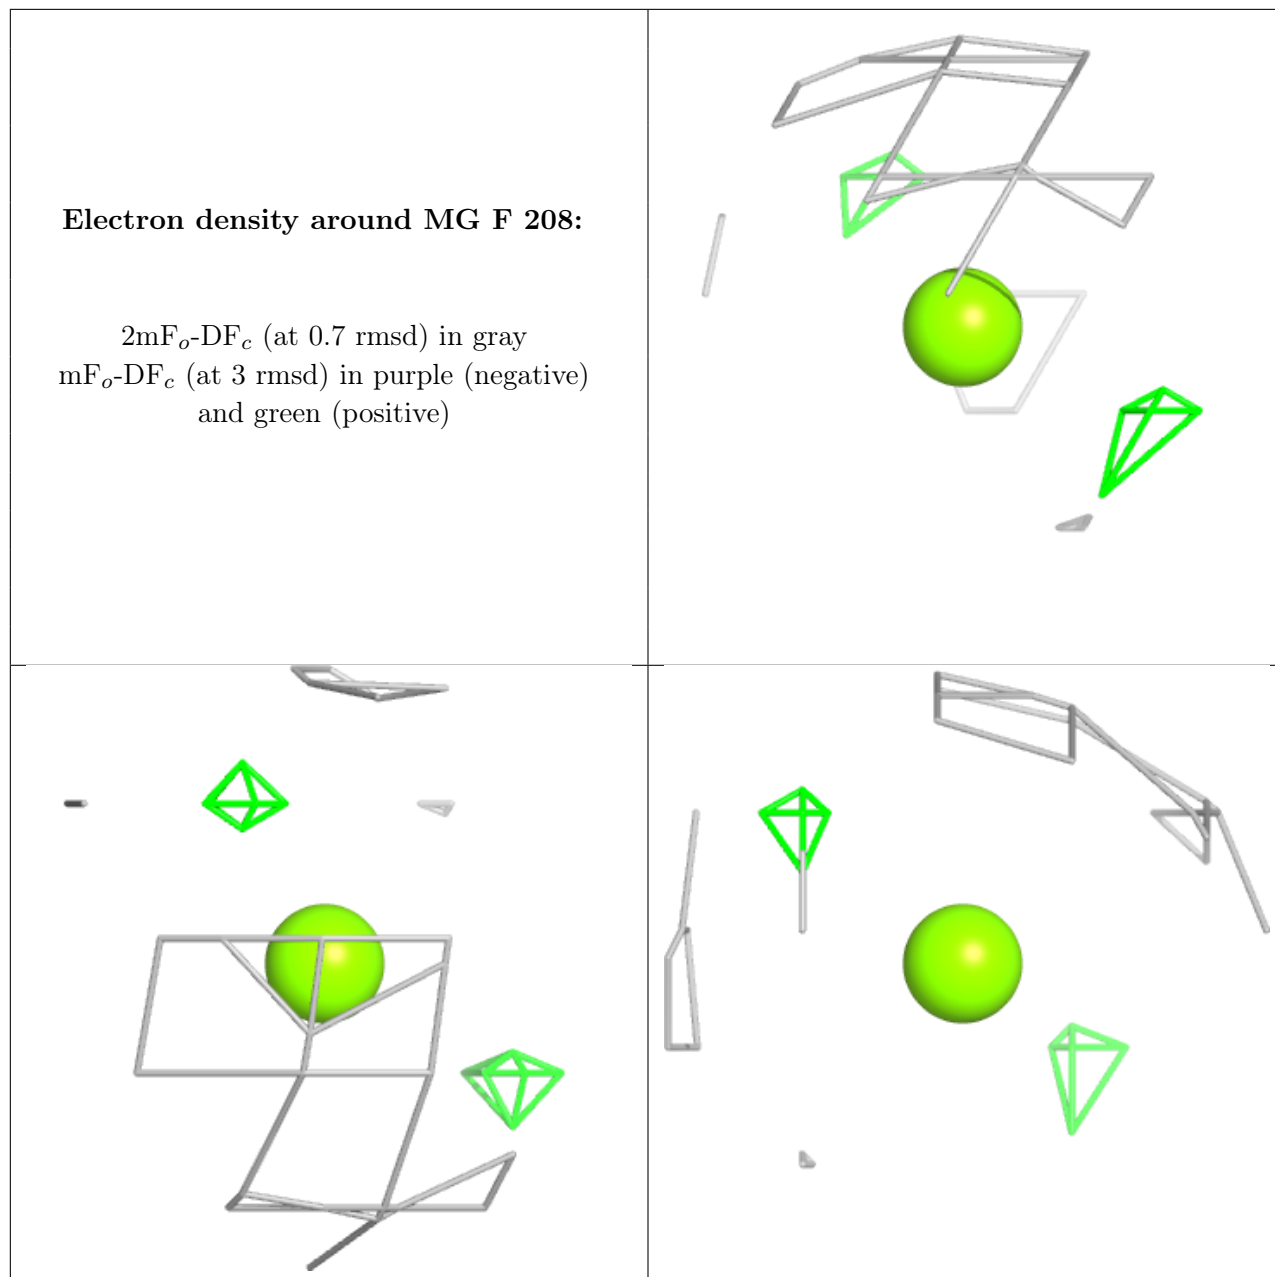 Electron density around MG F 208:
2mFo-DFc (at 0.7 rmsd) in gray
mFo-DFc (at 3 rmsd) in purple (negative)
and green (positive)